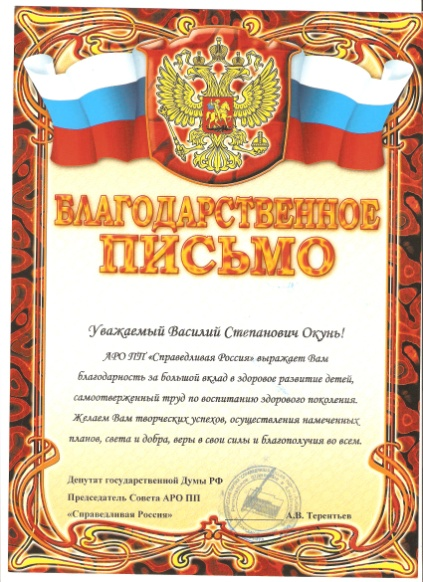 БЛАГОДАРСТВЕННОЕ
ПИСЬМО
Уважаемый Василий Степанович Окунь!
АРО ПП «Справедливая Россия» выражает Вам
благодарность за большой вклад в здоровое развитие детей,
самоотверженный труд по воспитанию здорового поколения.
Желаем Вам творческих успехов, осуществления намеченных
планов, света и добра, веры в свои силы и благополучия во всем.
Депутат государственной Думы РФ
Председатель Совета АРО ПП
«Справедливая Россия» А.В. Терентьев